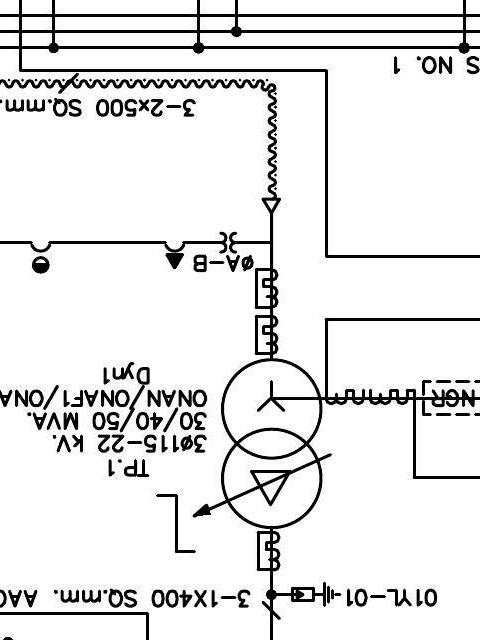 01YL-01
3-1X400 SQ.mm. AAC
TP.1
3ø115-22 kV.
30/40/50 MVA.
ONAN/ONAF1/ONA
Dyn1
NGR
øA-B
3-2x500 SQ.mm.
S NO. 1